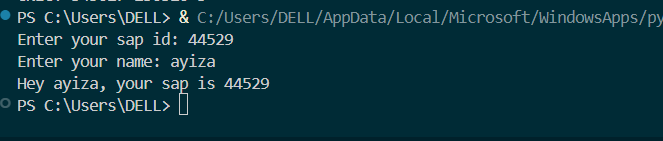 PS C:\Users\DELL> & C:/Users/DELL/AppData/Local/Microsoft/WindowsApps/py
Enter your sap id: 44529
Enter your name: ayiza
Hey ayiza, your sap is 44529
PS C:\Users\DELL>